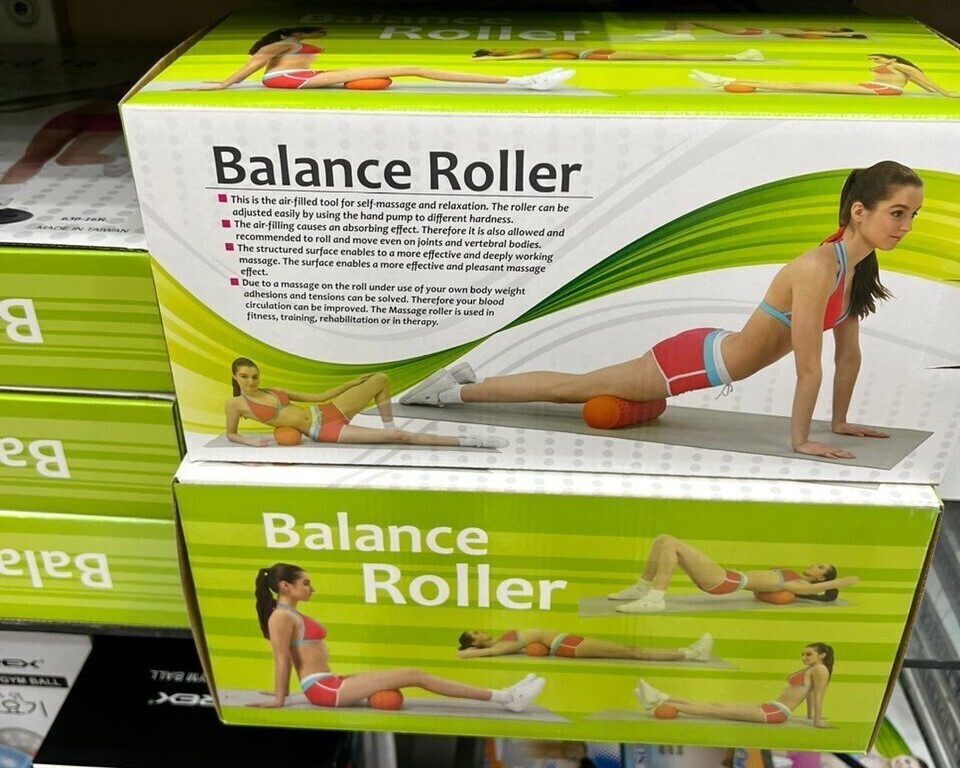 Balance
Roller
Balance Roller
This is the air-filled tool for self-massage and relaxation. The roller can be
adjusted easily by using the hand pump to different hardness.
The air-filling causes an absorbing effect. Therefore it is also allowed and
recommended to roll and move even on joints and vertebral bodies.
The structured surface enables to a more effective and deeply working
massage. The surface enables a more effective and pleasant massage
effect.
Due to a massage on the roll under use of your own body weight
adhesions and tensions can be solved. Therefore your blood
circulation can be improved. The Massage roller is used in
fitness, training, rehabilitation or in therapy.
Balance
Roller
MADE IN TAIWAN
Ba
Ba
Bala
GYM BALL